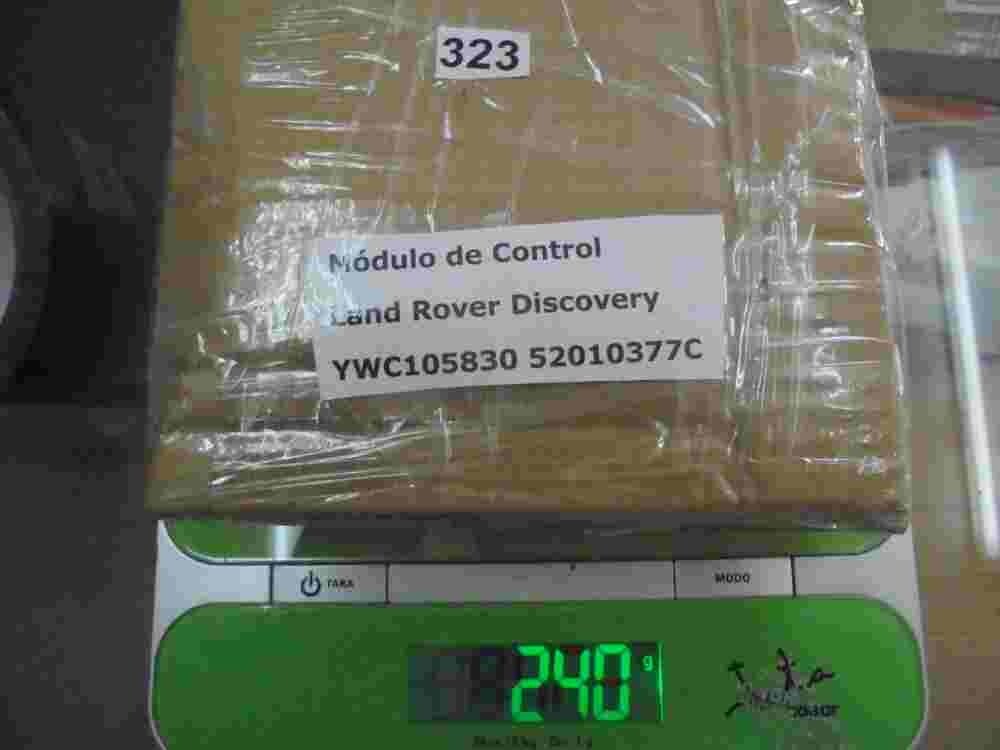 323
Módulo de Control
Land Rover Discovery
YWC105830 52010377C
TARA
MODO
240 g